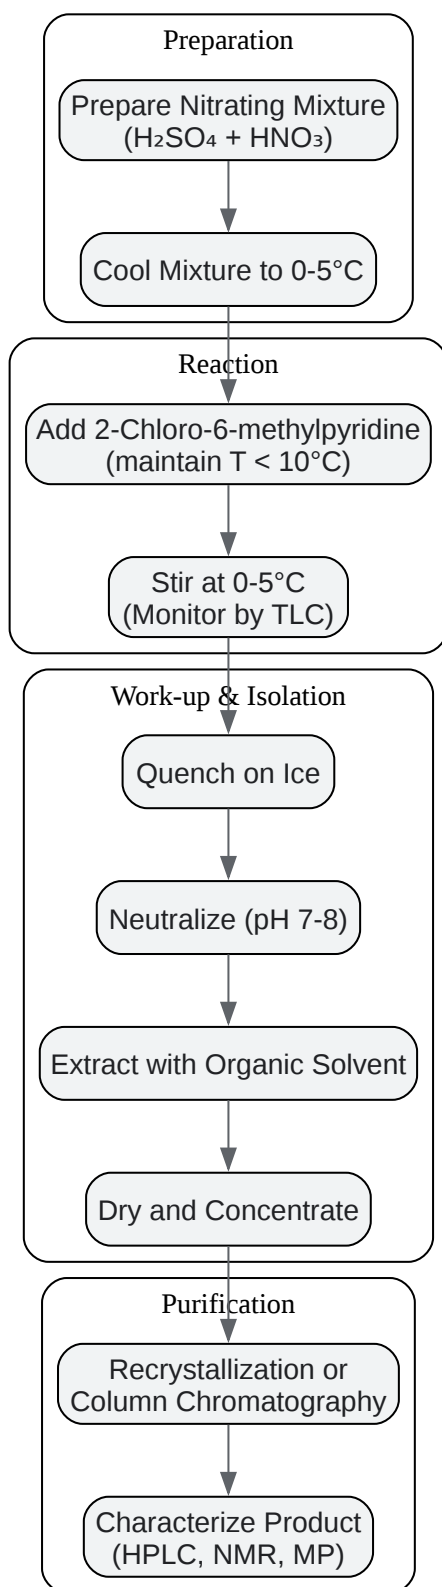 Preparation
Prepare Nitrating Mixture
(H₂SO₄ + HNO₃)
Cool Mixture to 0-5°C
Reaction
Add 2-Chloro-6-methylpyridine
(maintain T < 10°C)
Stir at 0-5°C
(Monitor by TLC)
Work-up & Isolation
Quench on Ice
Neutralize (pH 7-8)
Extract with Organic Solvent
Dry and Concentrate
Purification
Recrystallization or
Column Chromatography
Characterize Product
(HPLC, NMR, MP)